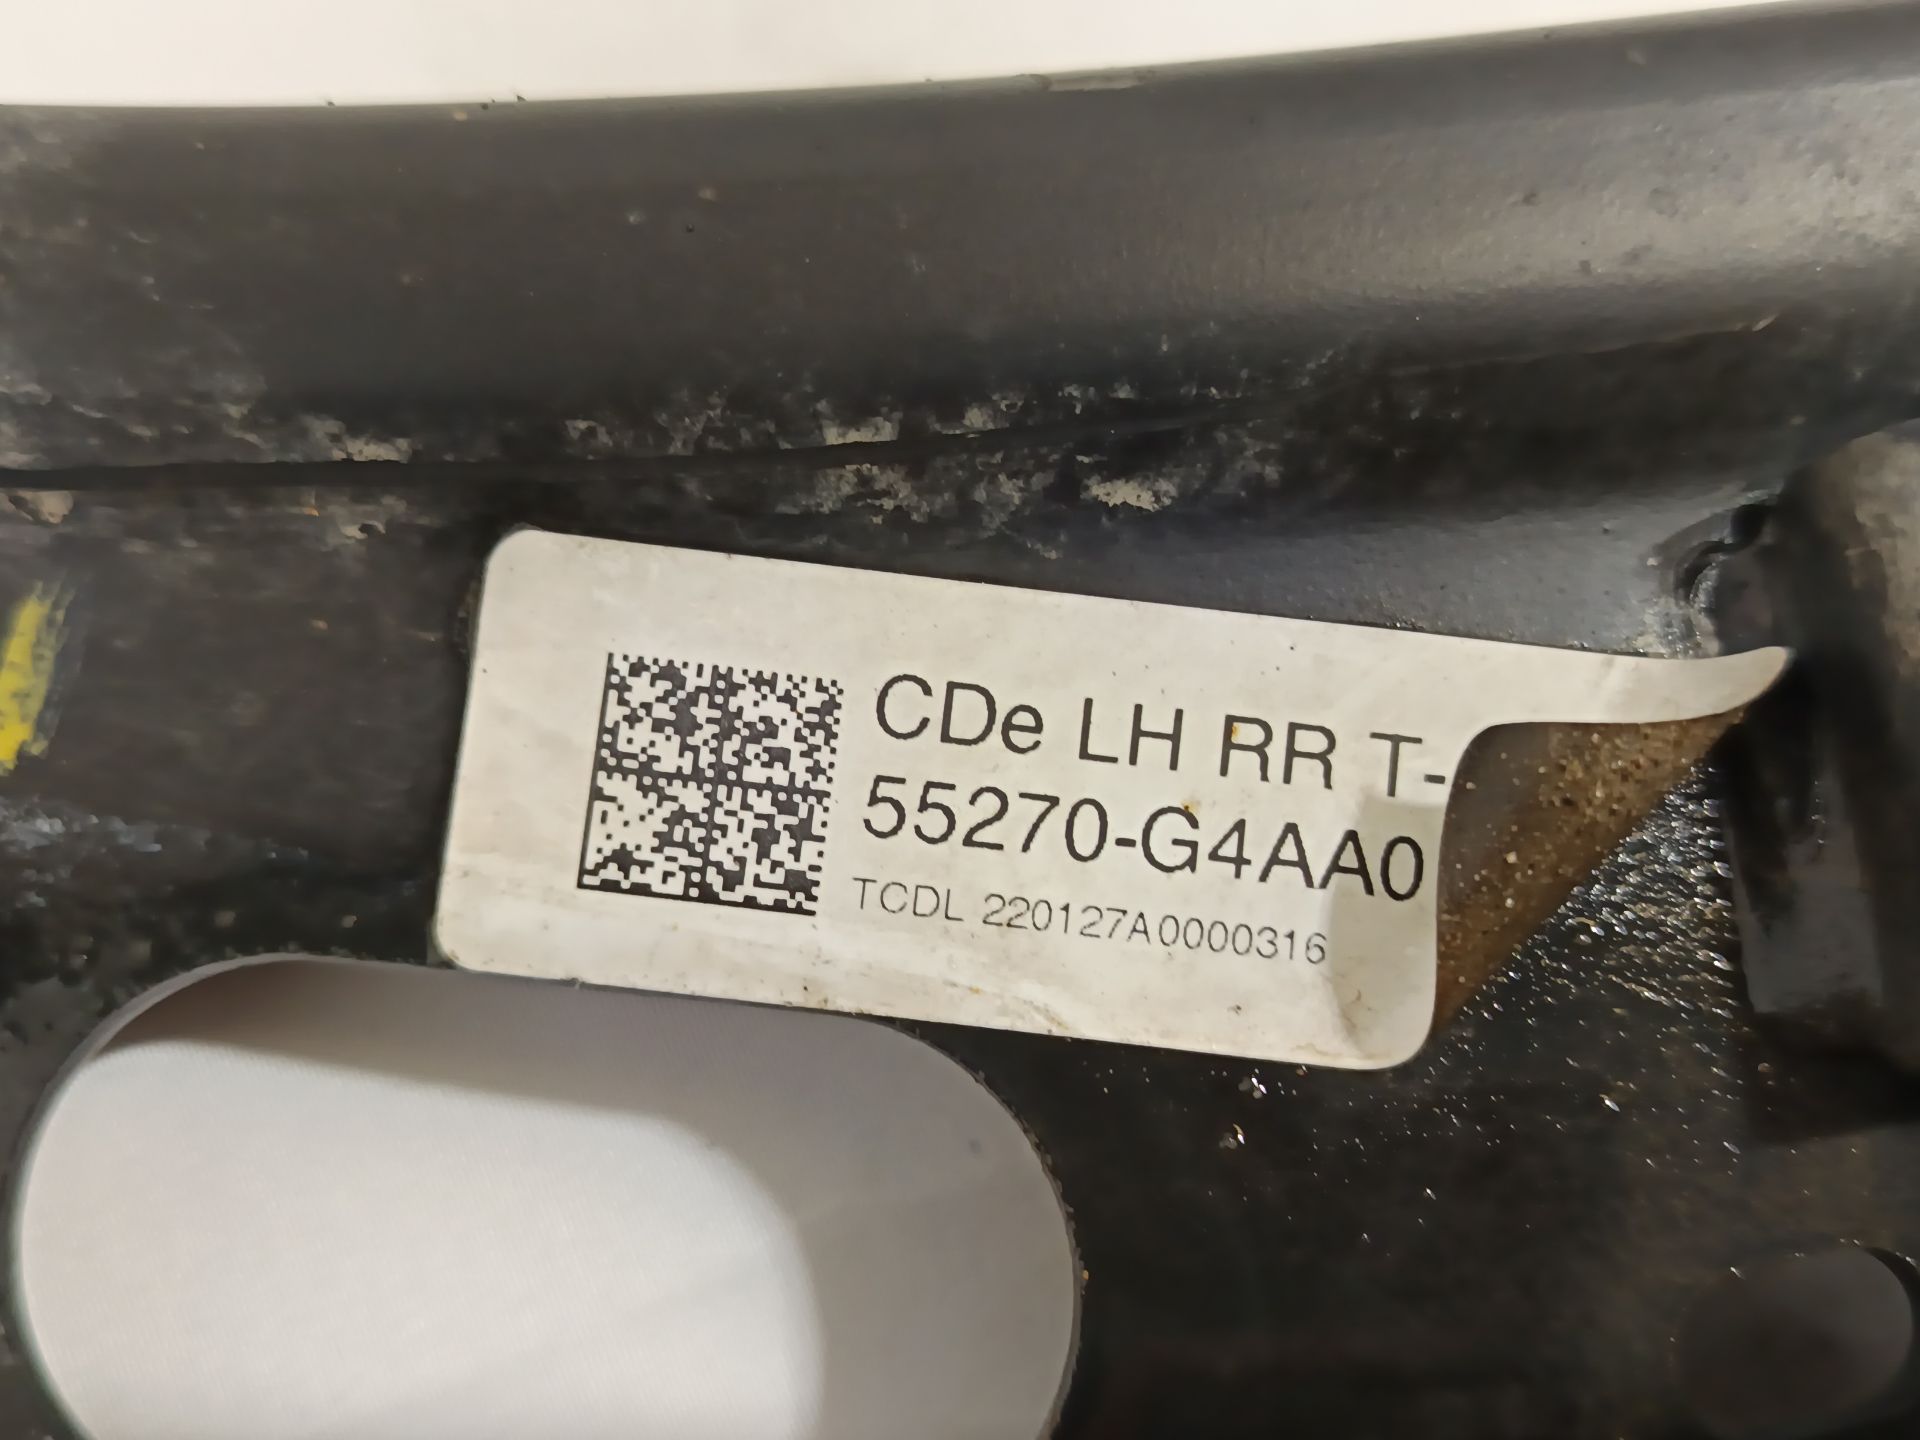 CDe LH RR T-
55270-G4AA0
TCDL 220127A0000316